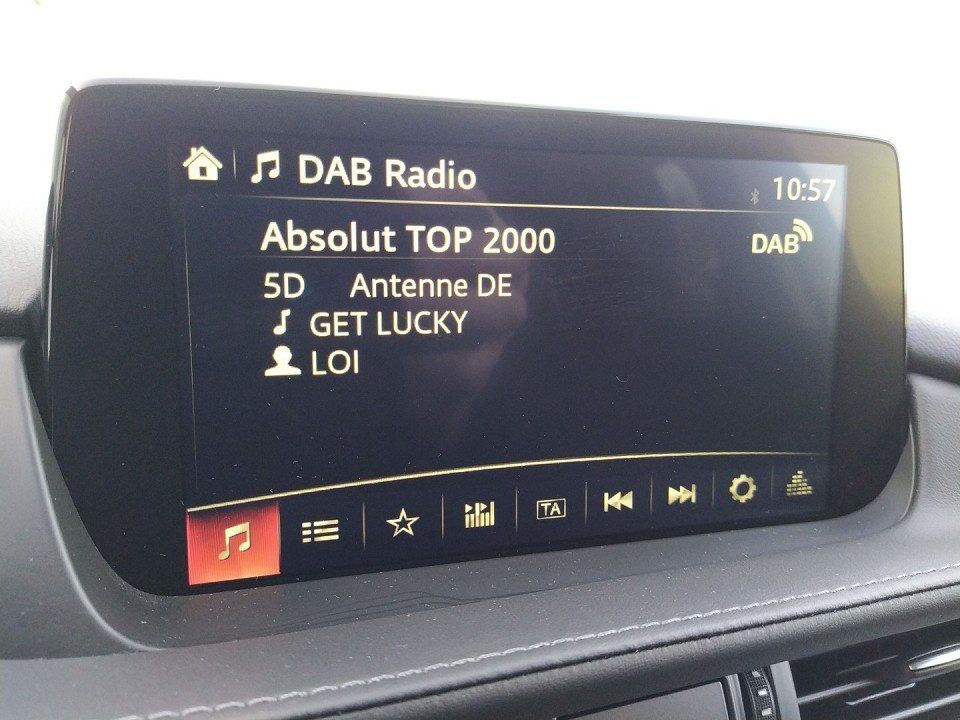 DAB Radio
10:57
Absolut TOP 2000
DAB
5D Antenne DE
GET LUCKY
LOI
TA